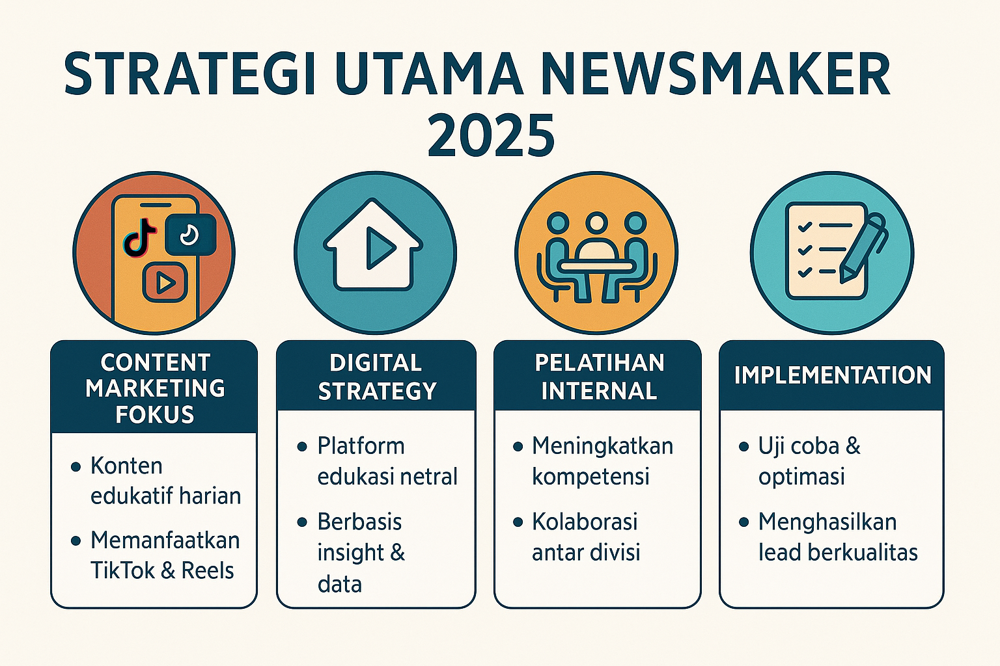 STRATEGI UTAMA NEWSMAKER
2025
CONTENT
MARKETING
FOKUS
• Konten
edukatif harian
• Memanfaatkan
TikTok & Reels
DIGITAL
STRATEGY
• Platform
edukasi netral
• Berbasis
insight &
data
PELATIHAN
INTERNAL
• Meningkatkan
kompetensi
• Kolaborasi
antar divisi
IMPLEMENTATION
• Uji coba &
optimasi
• Menghasilkan
lead berkualitas